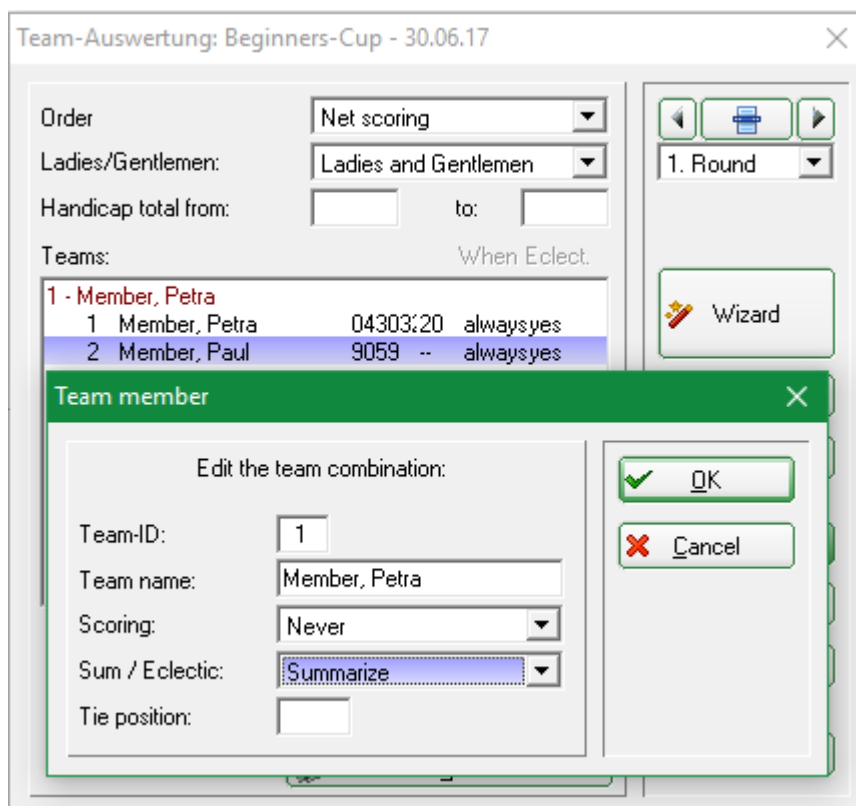 Team-Auswertung: Beginners-Cup - 30.06.17
Order Net scoring
Ladies/Gentlemen: Ladies and Gentlemen 1. Round
Handicap total from: to:
Teams: When Eclect.
1 - Member, Petra
1 Member, Petra 04303220 alwaysyes Wizard
2 Member, Paul 9059 -- alwaysyes
Team member
Edit the team combination:
OK
Team-ID: 1
Cancel
Team name: Member, Petra
Scoring: Never
Sum / Eclectic: Summarize
Tie position: